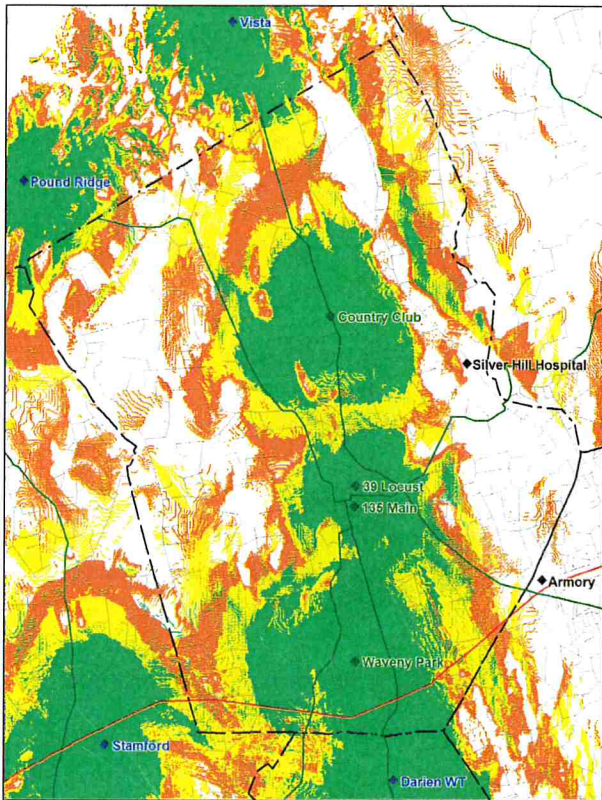 Vista
Pound Ridge
Country Club
Silver Hill Hospital
39 Locust
135 Main
Armory
Waveny Park
Stamford
Darien WT